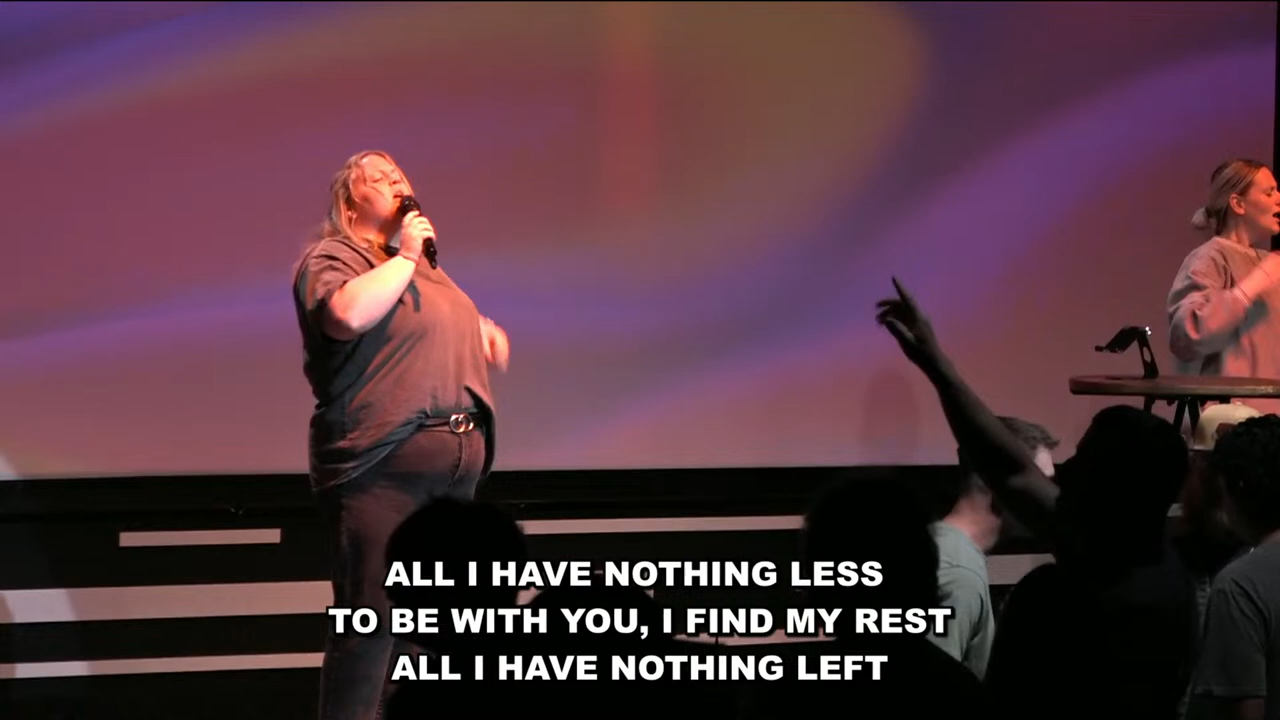 ALL I HAVE NOTHING LESS
TO BE WITH YOU, I FIND MY REST
ALL I HAVE NOTHING LEFT